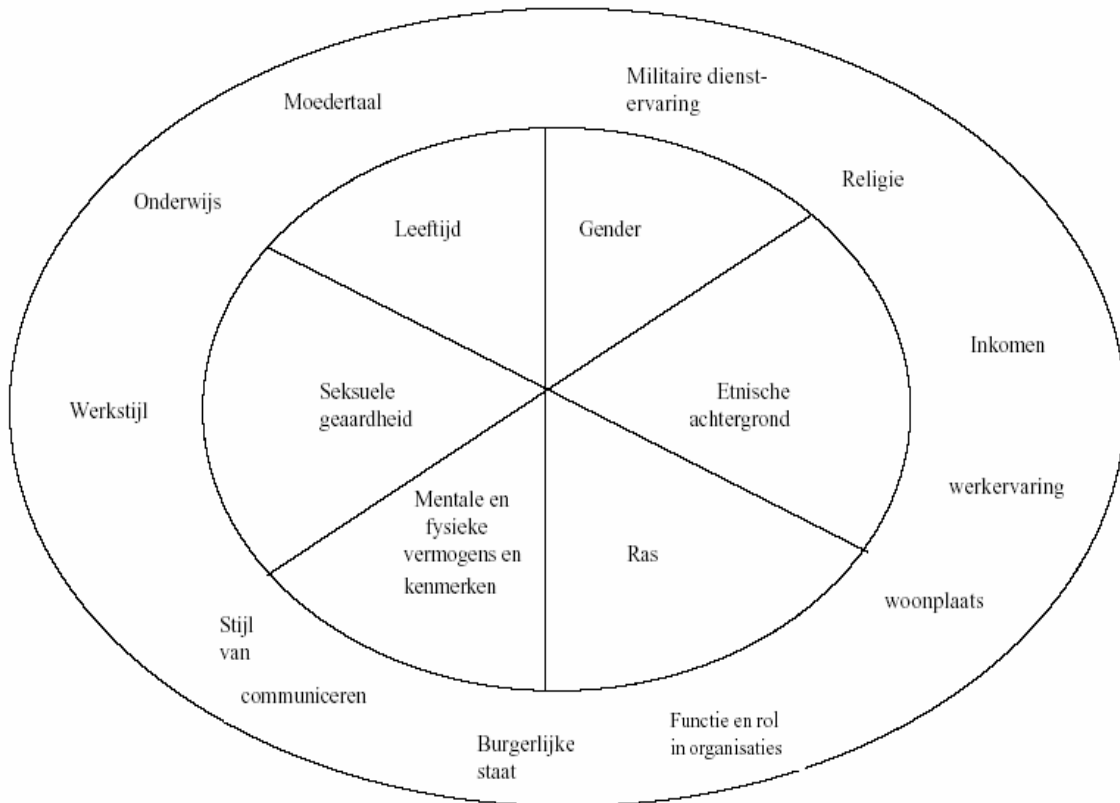 Militaire dienst-
ervaring
Moedertaal
Religie
Onderwijs
Leeftijd
Gender
Inkomen
Werkstijl
Seksuele
geaardheid
Etnische
achtergrond
werkervaring
Mentale en
fysieke
vermogens en
kenmerken
Ras
woonplaats
Stijl
van
communiceren
Functie en rol
in organisaties
Burgerlijke
staat